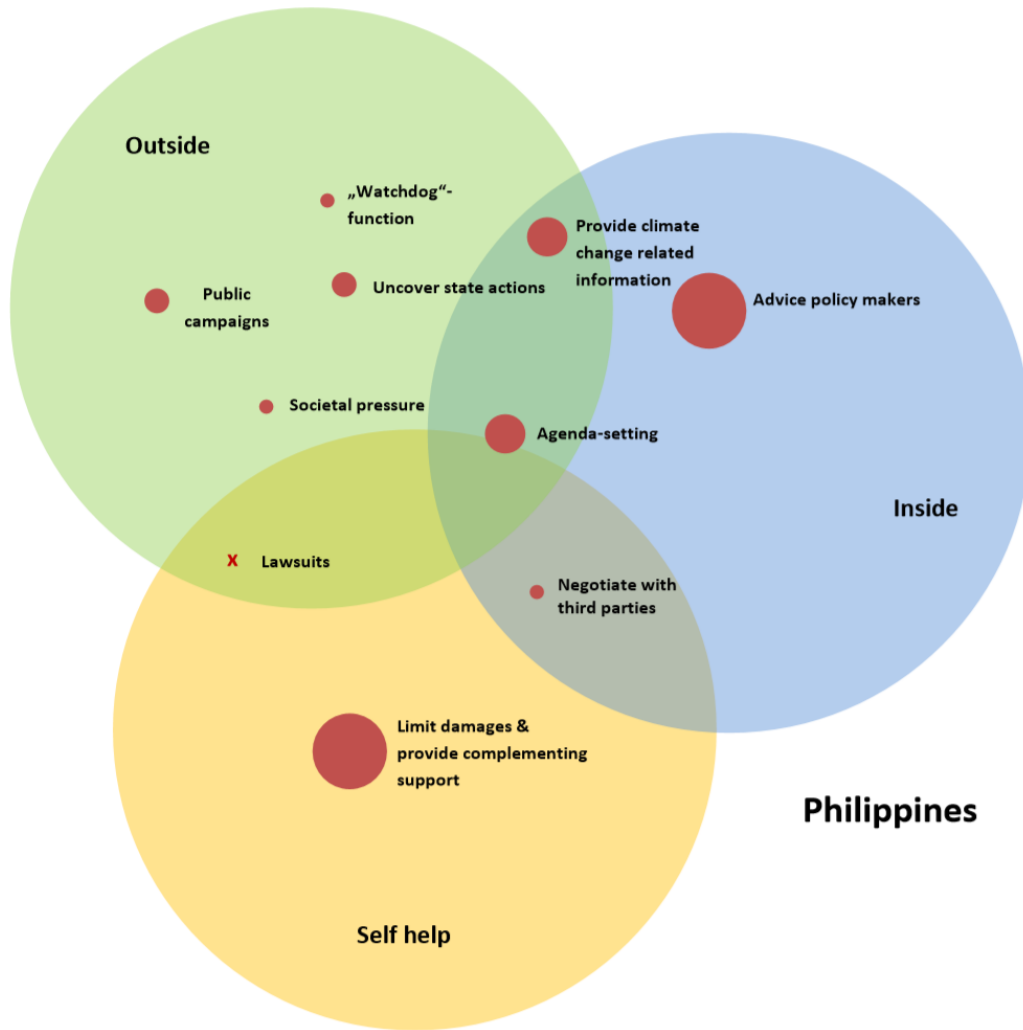 Outside
„Watchdog“-
function
Provide climate
change related
information
Uncover state actions
Public
campaigns
Advice policy makers
Societal pressure
Agenda-setting
Inside
Lawsuits
x
Negotiate with
third parties
Limit damages &
provide complementing
support
Philippines
Self help